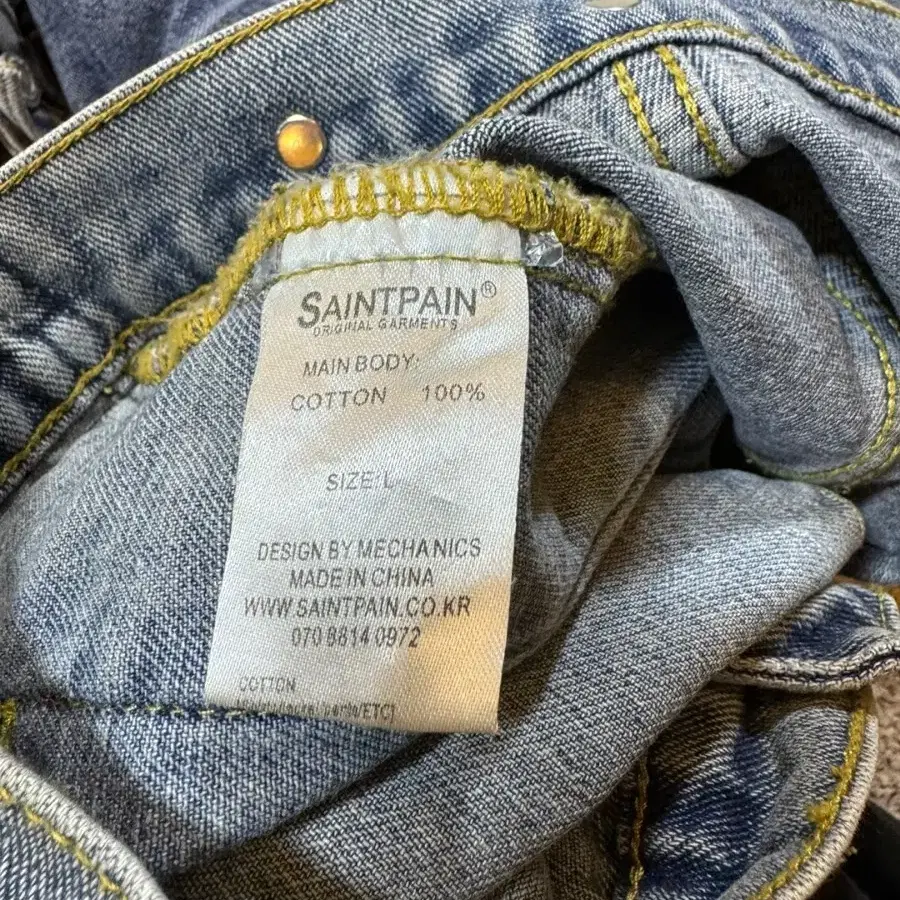 SAINTPAIN®
ORIGINAL GARMENTS
MAIN BODY:
COTTON 100%
SIZE:L
DESIGN BY MECHANICS
MADE IN CHINA
WWW.SAINTPAIN.CO.KR
070 8814 0972
COTTON